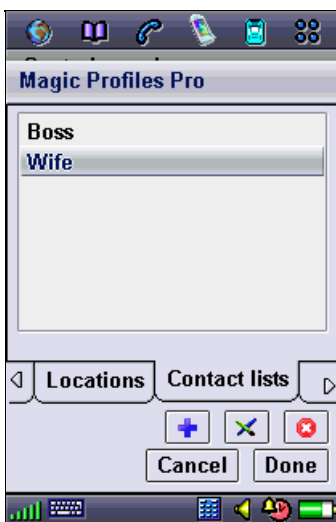 Magic Profiles Pro
Boss
Wife
Locations
Contact lists
Cancel
Done